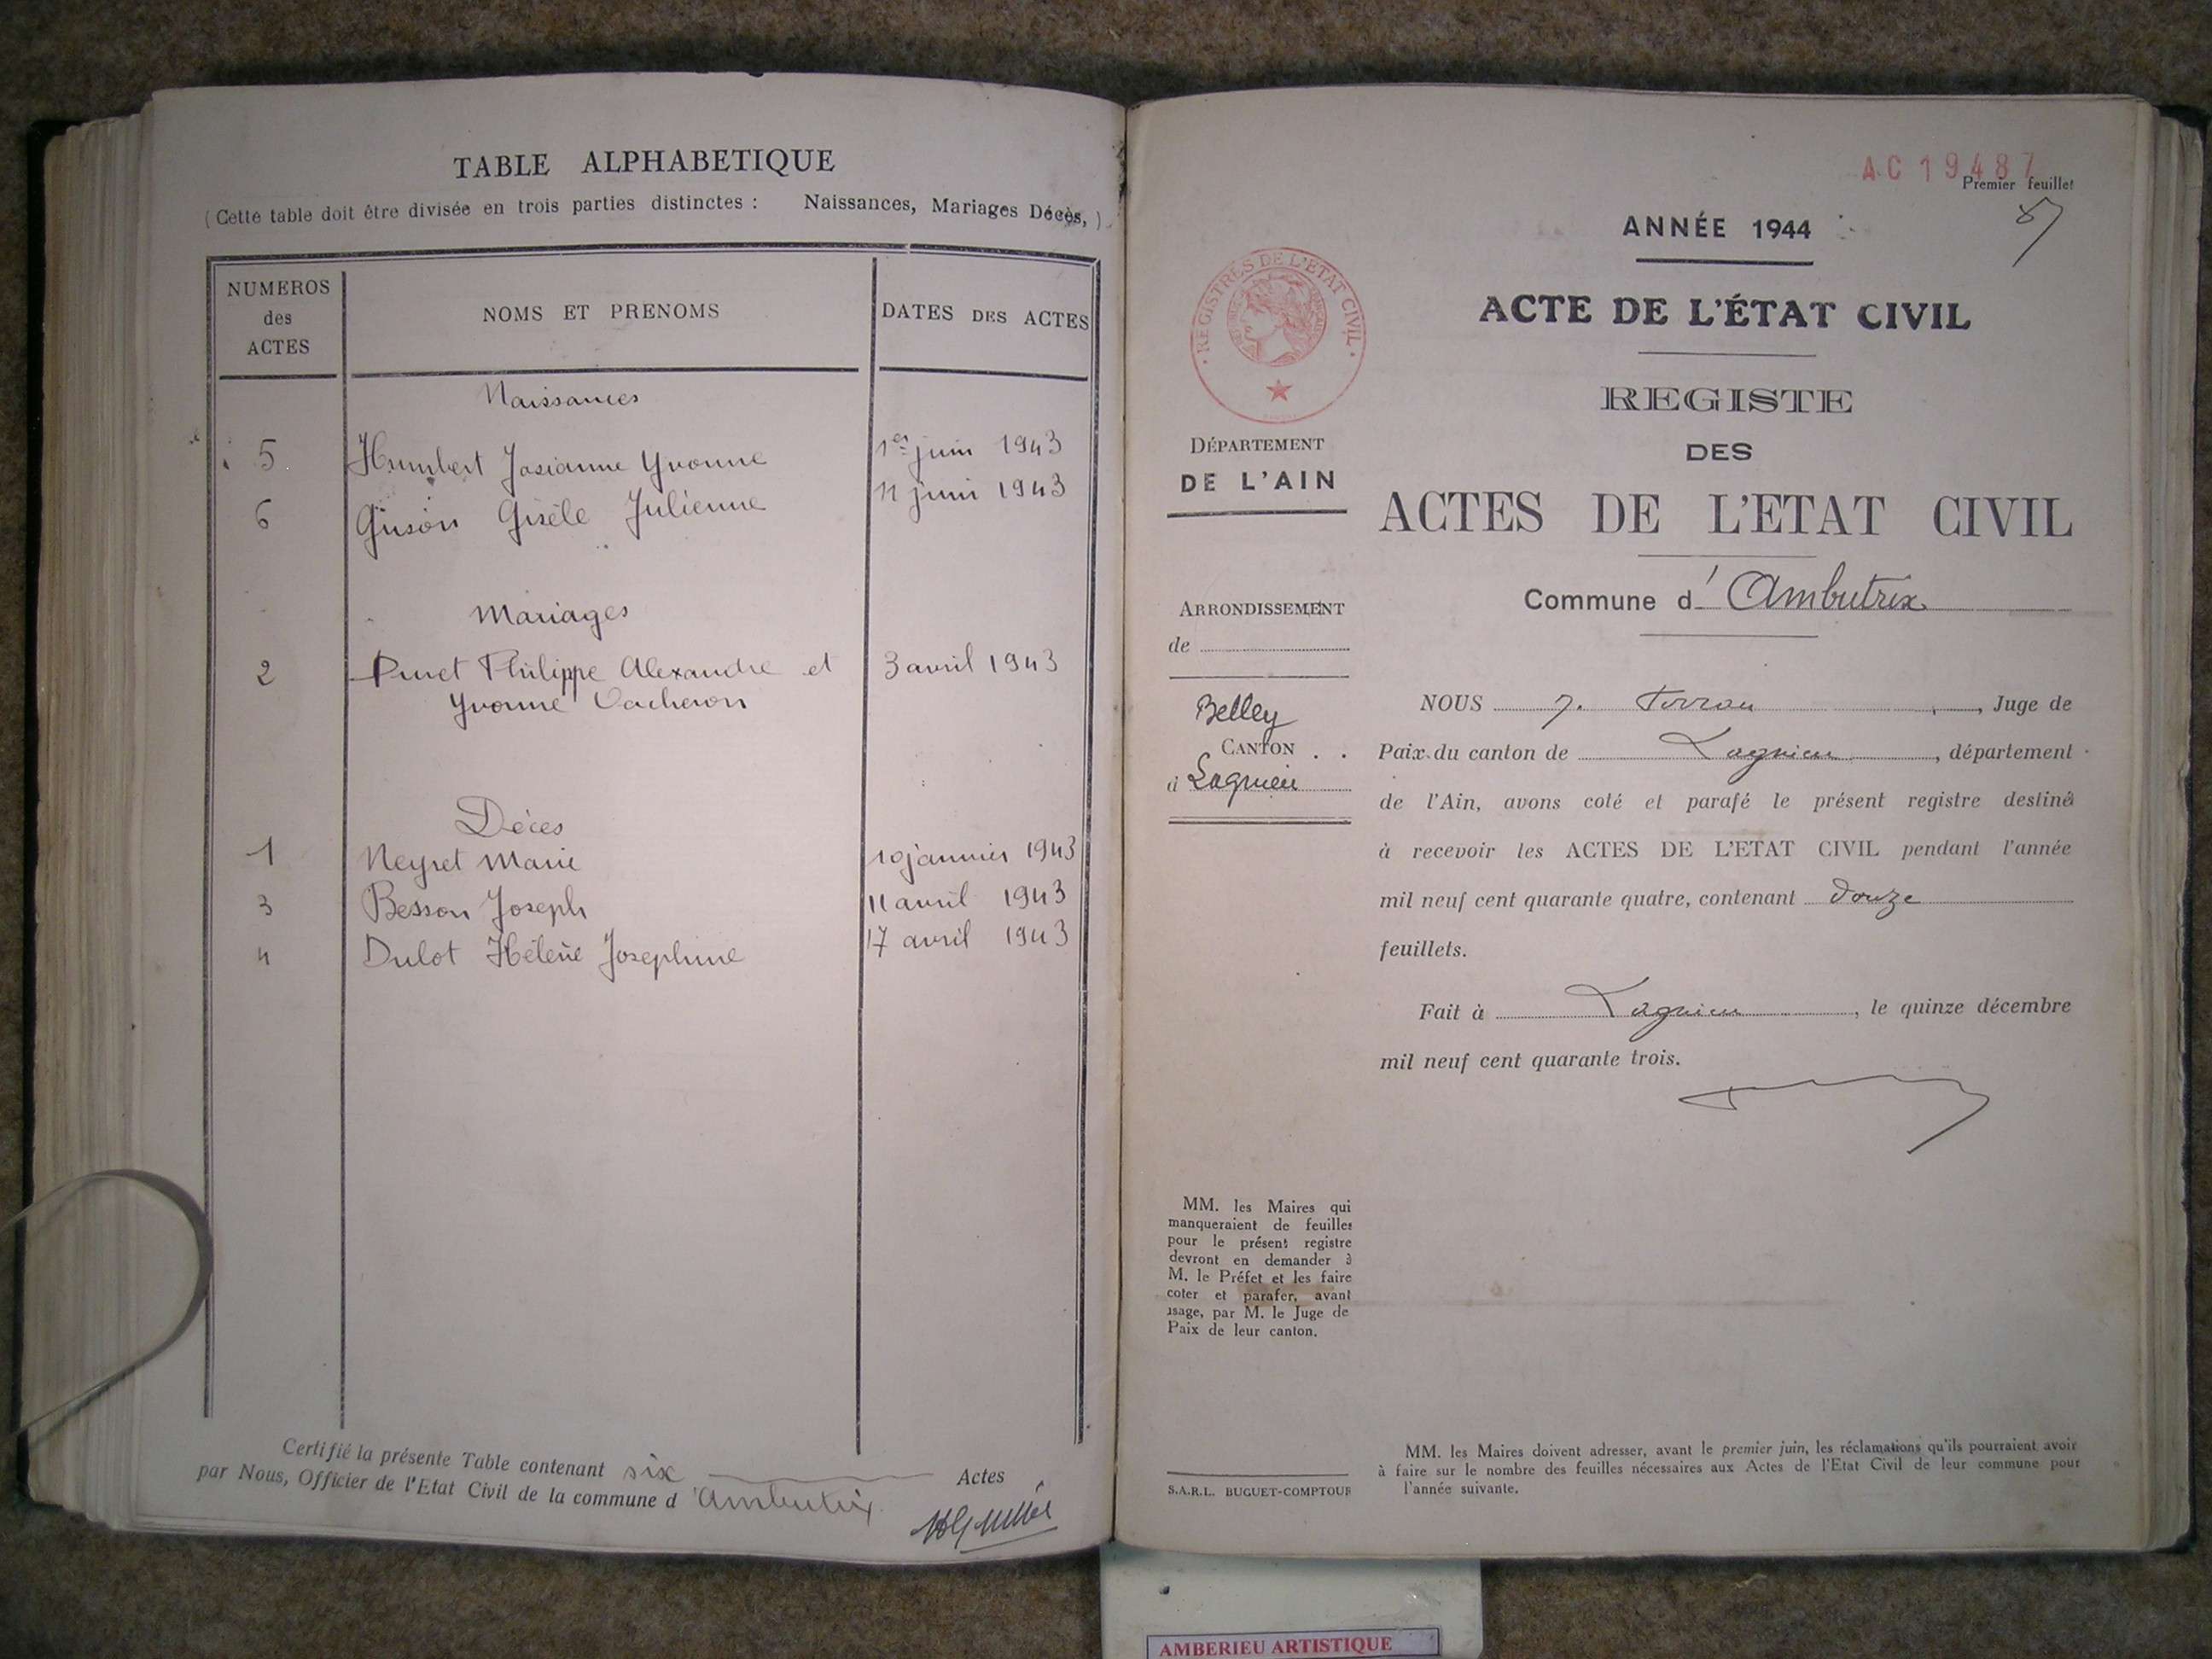 TABLE ALPHABETIQUE
(Cette table doit être divisée en trois parties distinctes : Naissances, Mariages Décès, )
NUMEROS
des
ACTES
NOMS ET PRENOMS
DATES DES ACTES
Naissances
5 Humbert Josianne Yvonne 1er juin 1943
6 Guson Gisèle Julienne 11 juin 1943
Mariages
2 Philippe Alexandre et 3 avril 1943
Yvonne Vacheron
Décès
1 Neyret Marie 10 janvier 1943
3 Besson Joseph 11 avril 1943
4 Dulot Hélène Josephine 17 avril 1943
Certifié la présente Table contenant six Actes
par Nous, Officier de l'Etat Civil de la commune d'Ambutrix
AC 19487
Premier feuillet
ANNÉE 1944
ACTE DE L'ÉTAT CIVIL
REGISTRES DE L'ETAT CIVIL
REGISTE
DES
ACTES DE L'ETAT CIVIL
Commune d'Ambutrix
DÉPARTEMENT
DE L'AIN
ARRONDISSEMENT
de
Belley
CANTON
d Lagnieu
NOUS , Juge de
Paix du canton de Lagnieu , département
de l'Ain, avons coté et parafé le présent registre destiné
à recevoir les ACTES DE L'ETAT CIVIL pendant l'année
mil neuf cent quarante quatre, contenant douze
feuillets.
Fait à Lagnieu , le quinze décembre
mil neuf cent quarante trois.
MM. les Maires qui
manqueraient de feuilles
pour le présent registre
devront en demander à
M. le Préfet et les faire
coter et parafer, avant
usage, par M. le Juge de
Paix de leur canton.
S.A.R.L. BUGUET-COMPTOUR
MM. les Maires doivent adresser, avant le premier juin, les réclamations qu'ils pourraient avoir
à faire sur le nombre des feuilles nécessaires aux Actes de l'Etat Civil de leur commune pour
l'année suivante.
AMBERIEU ARTISTIQUE